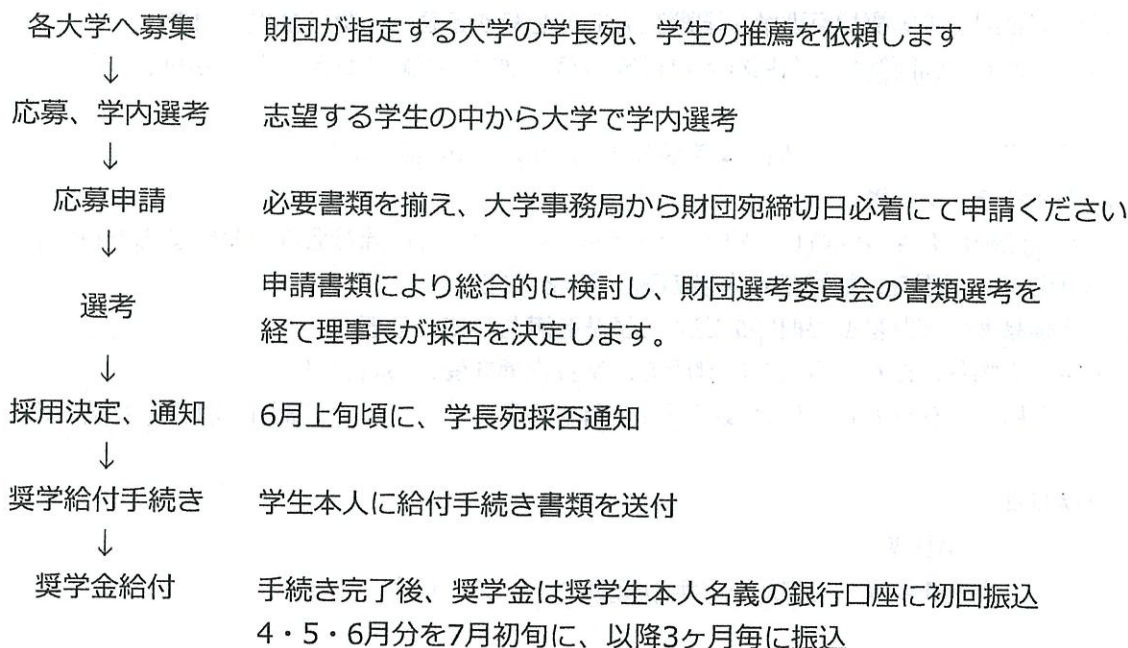 各大学へ募集 財団が指定する大学の学長宛、学生の推薦を依頼します
↓
応募、学内選考 志望する学生の中から大学で学内選考
↓
応募申請 必要書類を揃え、大学事務局から財団宛締切日必着にて申請ください
↓
選考 申請書類により総合的に検討し、財団選考委員会の書類選考を
経て理事長が採否を決定します。
↓
採用決定、通知 6月上旬頃に、学長宛採否通知
↓
奨学給付手続き 学生本人に給付手続き書類を送付
↓
奨学金給付 手続き完了後、奨学金は奨学生本人名義の銀行口座に初回振込
4・5・6月分を7月初旬に、以降3ヶ月毎に振込